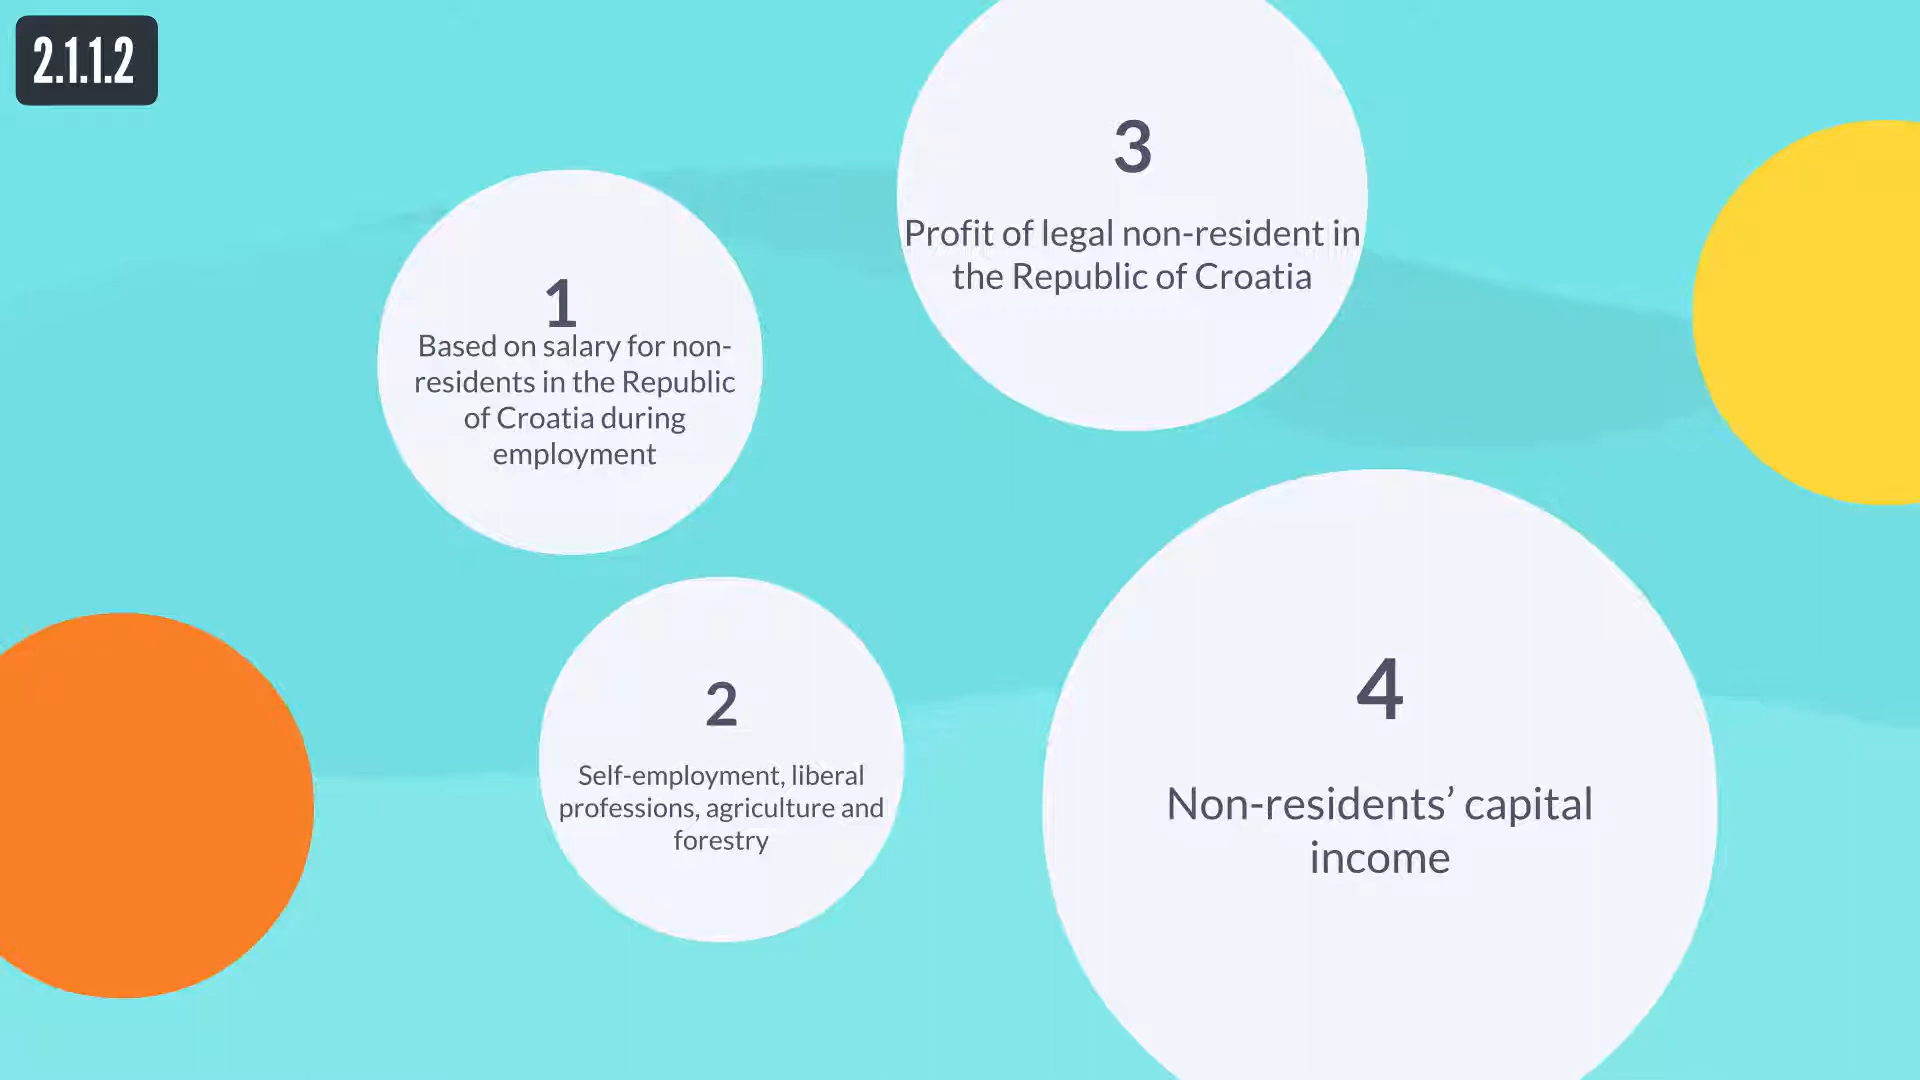 2.1.1.2
1
Based on salary for non-
residents in the Republic
of Croatia during
employment
2
Self-employment, liberal
professions, agriculture and
forestry
3
Profit of legal non-resident in
the Republic of Croatia
4
Non-residents’ capital
income